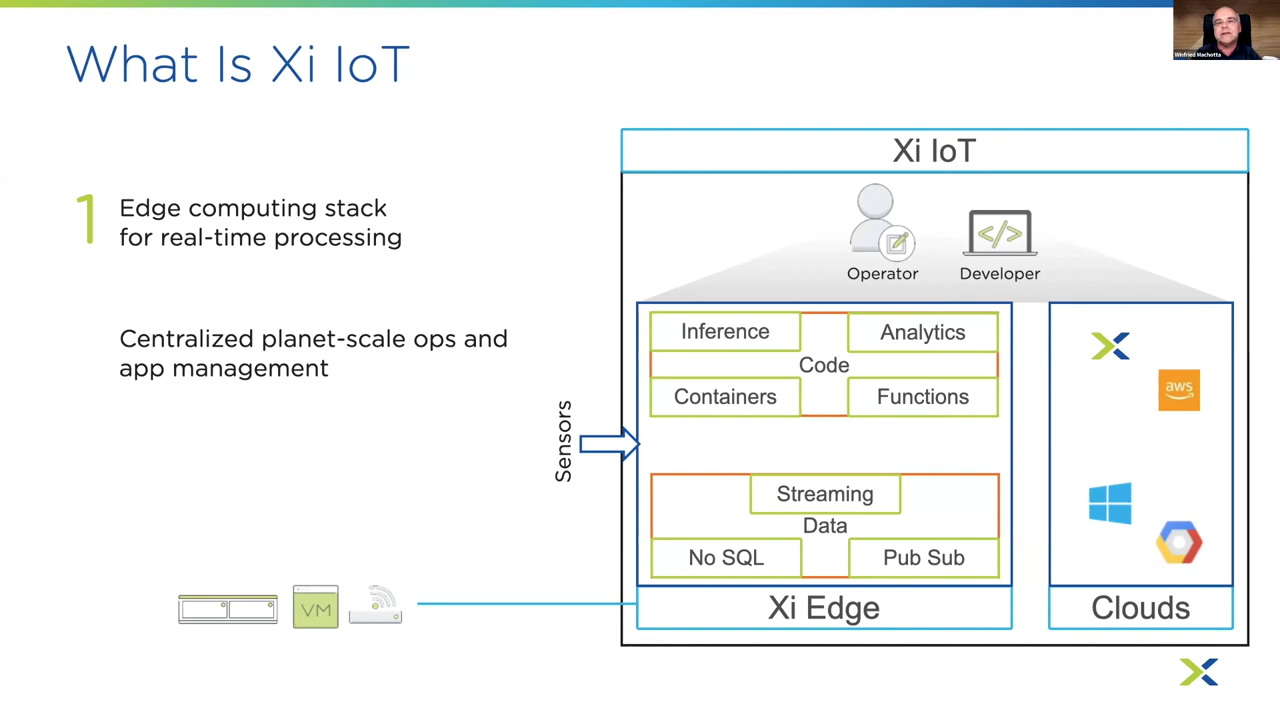 What Is Xi IoT
Winfried Machotta
1
Edge computing stack
for real-time processing
Centralized planet-scale ops and
app management
Xi IoT
Operator
Developer
Inference
Analytics
Code
Containers
Functions
Sensors
Streaming
Data
No SQL
Pub Sub
aws
VM
Xi Edge
Clouds